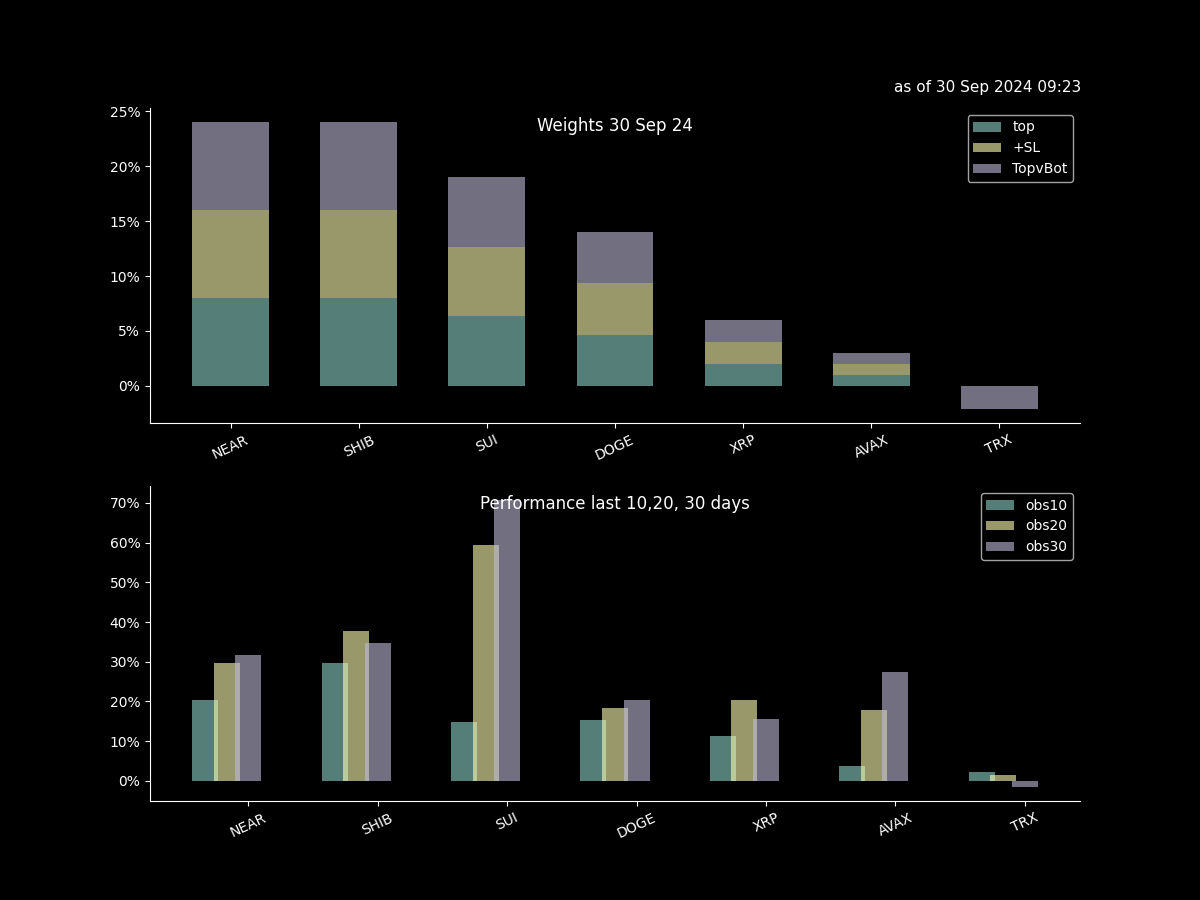 as of 30 Sep 2024 09:23
Weights 30 Sep 24
top
+SL
TopvBot
25%
20%
15%
10%
5%
0%
NEAR SHIB SUI DOGE XRP AVAX TRX
Performance last 10,20, 30 days
obs10
obs20
obs30
70%
60%
50%
40%
30%
20%
10%
0%
NEAR SHIB SUI DOGE XRP AVAX TRX